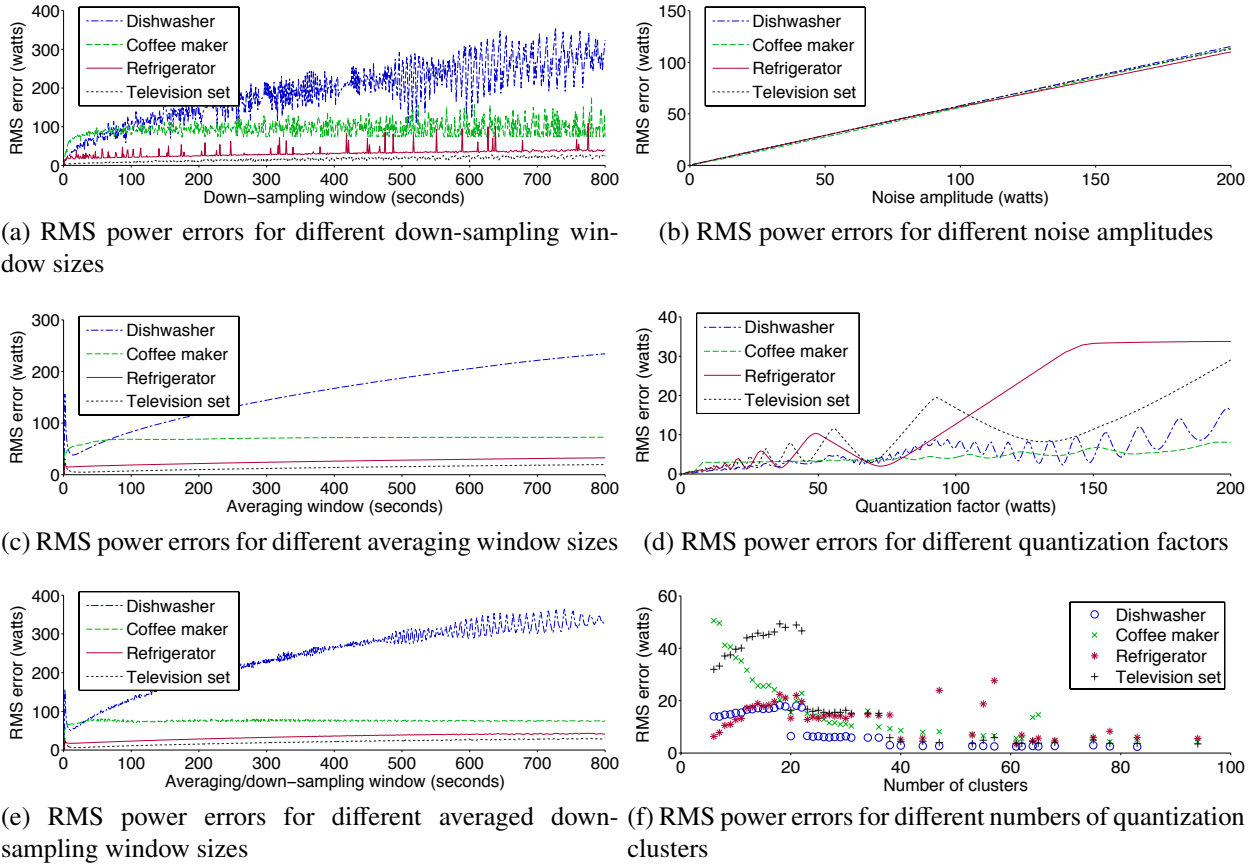 400
300
200
100
0
RMS error (watts)
Dishwasher
Coffee maker
Refrigerator
Television set
0 100 200 300 400 500 600 700 800
Down−sampling window (seconds)
(a) RMS power errors for different down-sampling win-
dow sizes
150
100
50
0
RMS error (watts)
Dishwasher
Coffee maker
Refrigerator
Television set
50 100 150 200
Noise amplitude (watts)
(b) RMS power errors for different noise amplitudes
300
200
100
0
RMS error (watts)
Dishwasher
Coffee maker
Refrigerator
Television set
0 100 200 300 400 500 600 700 800
Averaging window (seconds)
(c) RMS power errors for different averaging window sizes
40
30
20
10
0
RMS error (watts)
Dishwasher
Coffee maker
Refrigerator
Television set
0 50 100 150 200
Quantization factor (watts)
(d) RMS power errors for different quantization factors
400
300
200
100
0
RMS error (watts)
Dishwasher
Coffee maker
Refrigerator
Television set
0 100 200 300 400 500 600 700 800
Averaging/down−sampling window (seconds)
(e) RMS power errors for different averaged down-
sampling window sizes
60
40
20
0
RMS error (watts)
Dishwasher
Coffee maker
Refrigerator
Television set
0 20 40 60 80 100
Number of clusters
(f) RMS power errors for different numbers of quantization
clusters